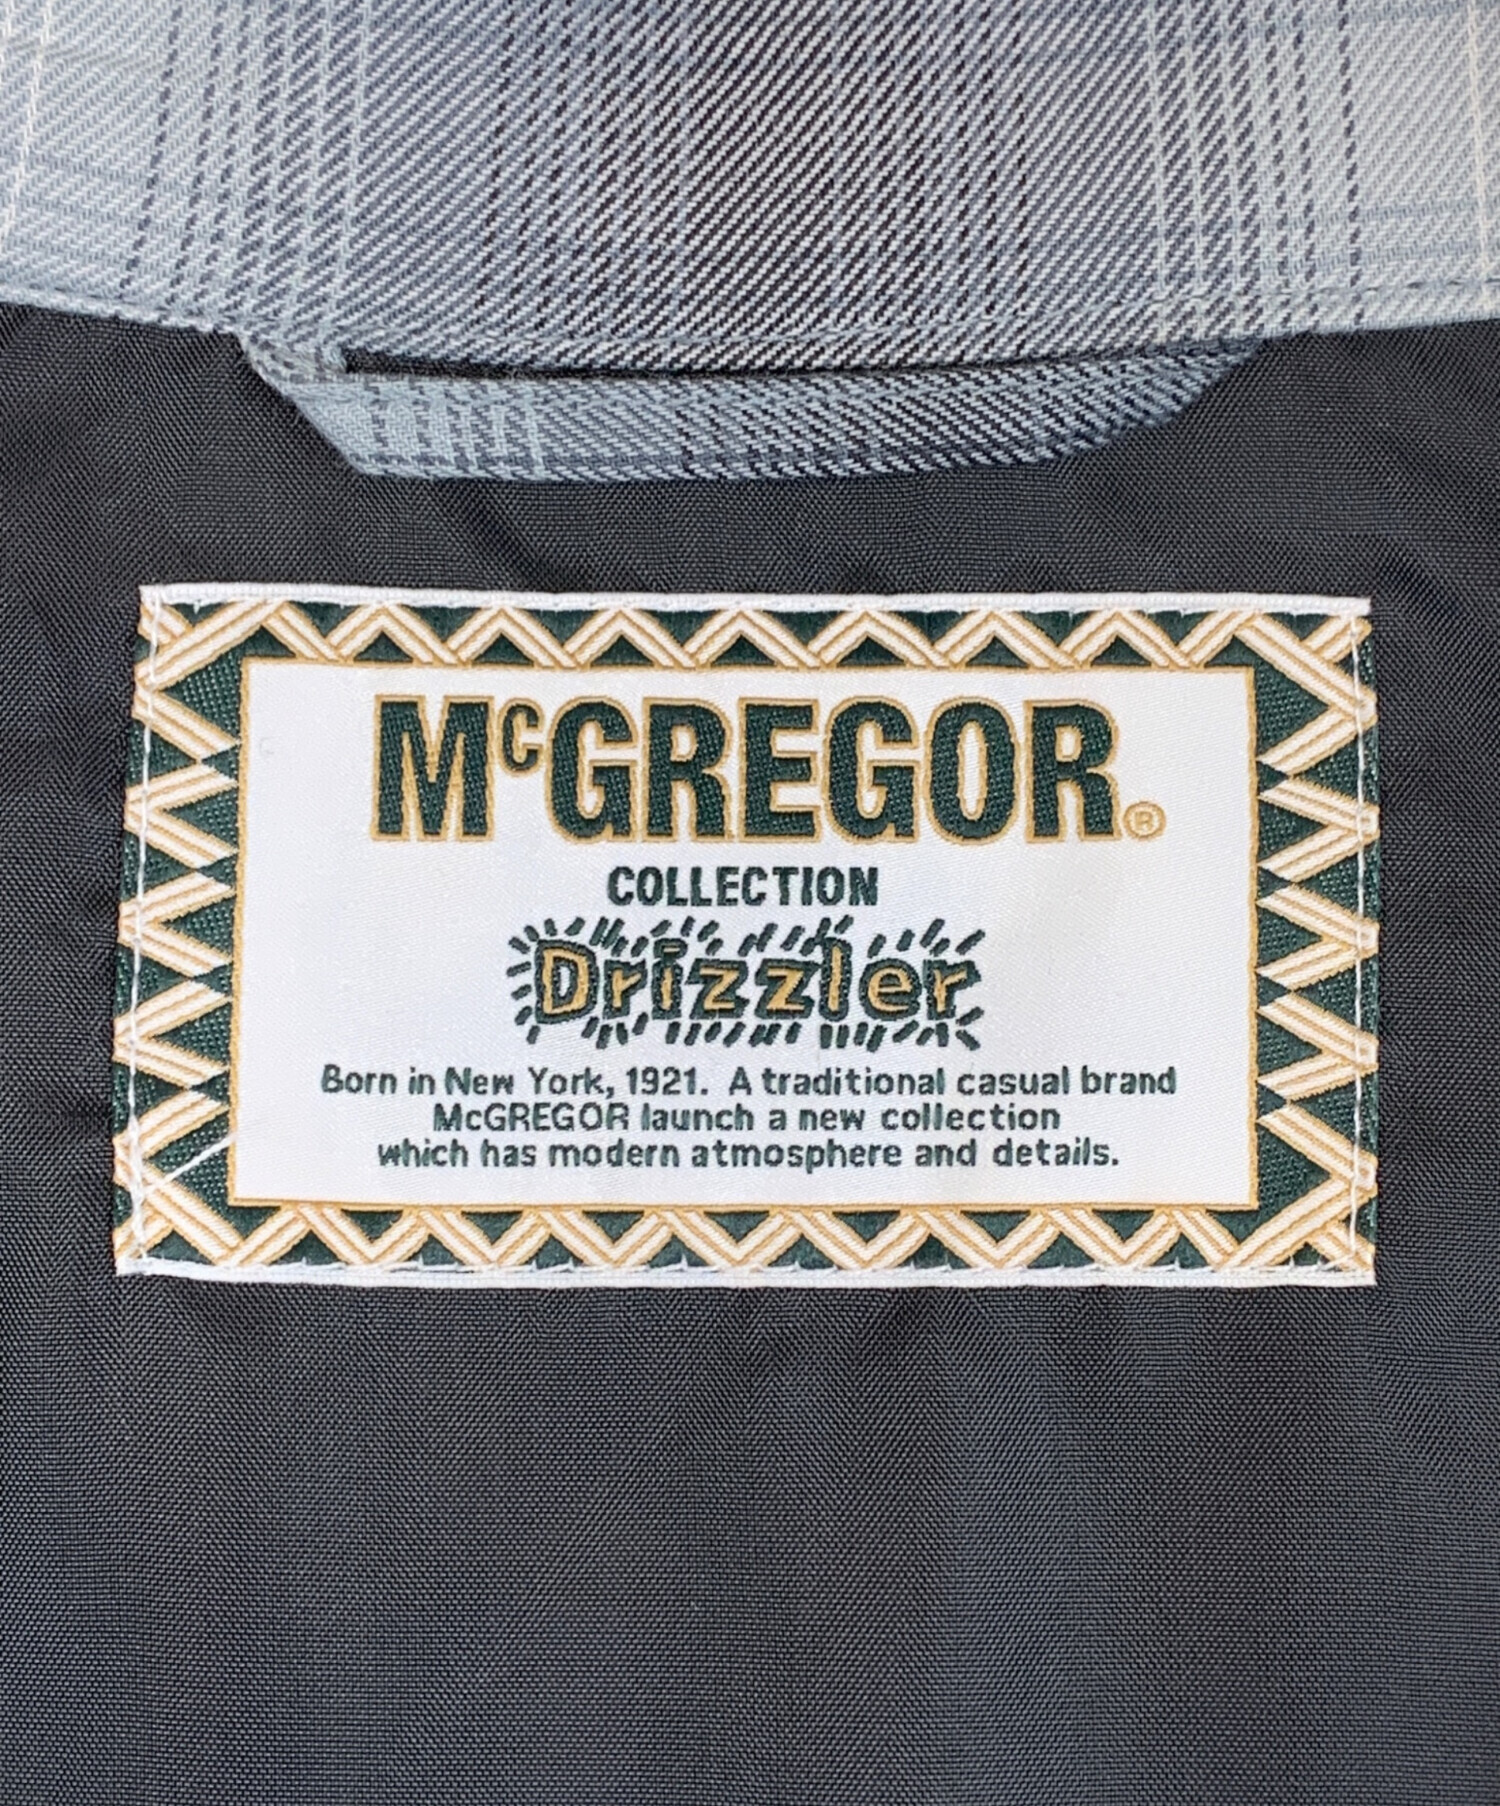 McGREGOR®
COLLECTION
Drizzler
Born in New York, 1921. A traditional casual brand
McGREGOR launch a new collection
which has modern atmosphere and details.